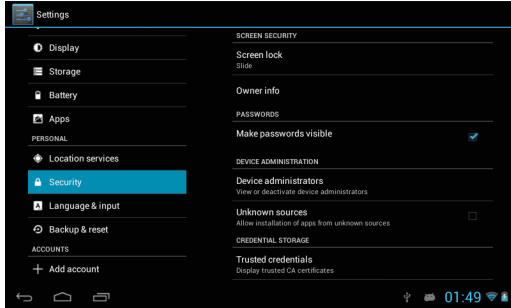 Settings
Display
Storage
Battery
Apps
PERSONAL
Location services
Security
Language & input
Backup & reset
ACCOUNTS
Add account
SCREEN SECURITY
Screen lock
Slide
Owner info
PASSWORDS
Make passwords visible
DEVICE ADMINISTRATION
Device administrators
View or deactivate device administrators
Unknown sources
Allow installation of apps from unknown sources
CREDENTIAL STORAGE
Trusted credentials
Display trusted CA certificates
01:49